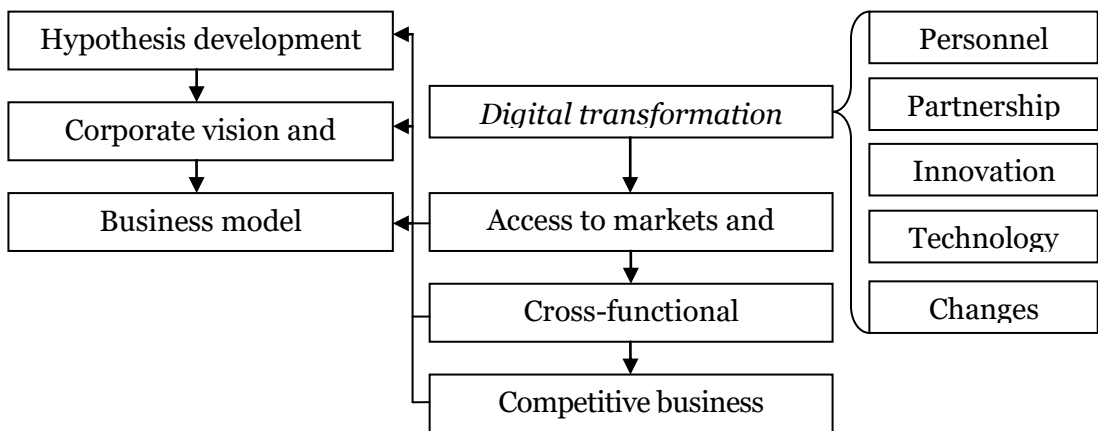 Hypothesis development
Corporate vision and
Business model
Digital transformation
Access to markets and
Cross-functional
Competitive business
Personnel
Partnership
Innovation
Technology
Changes